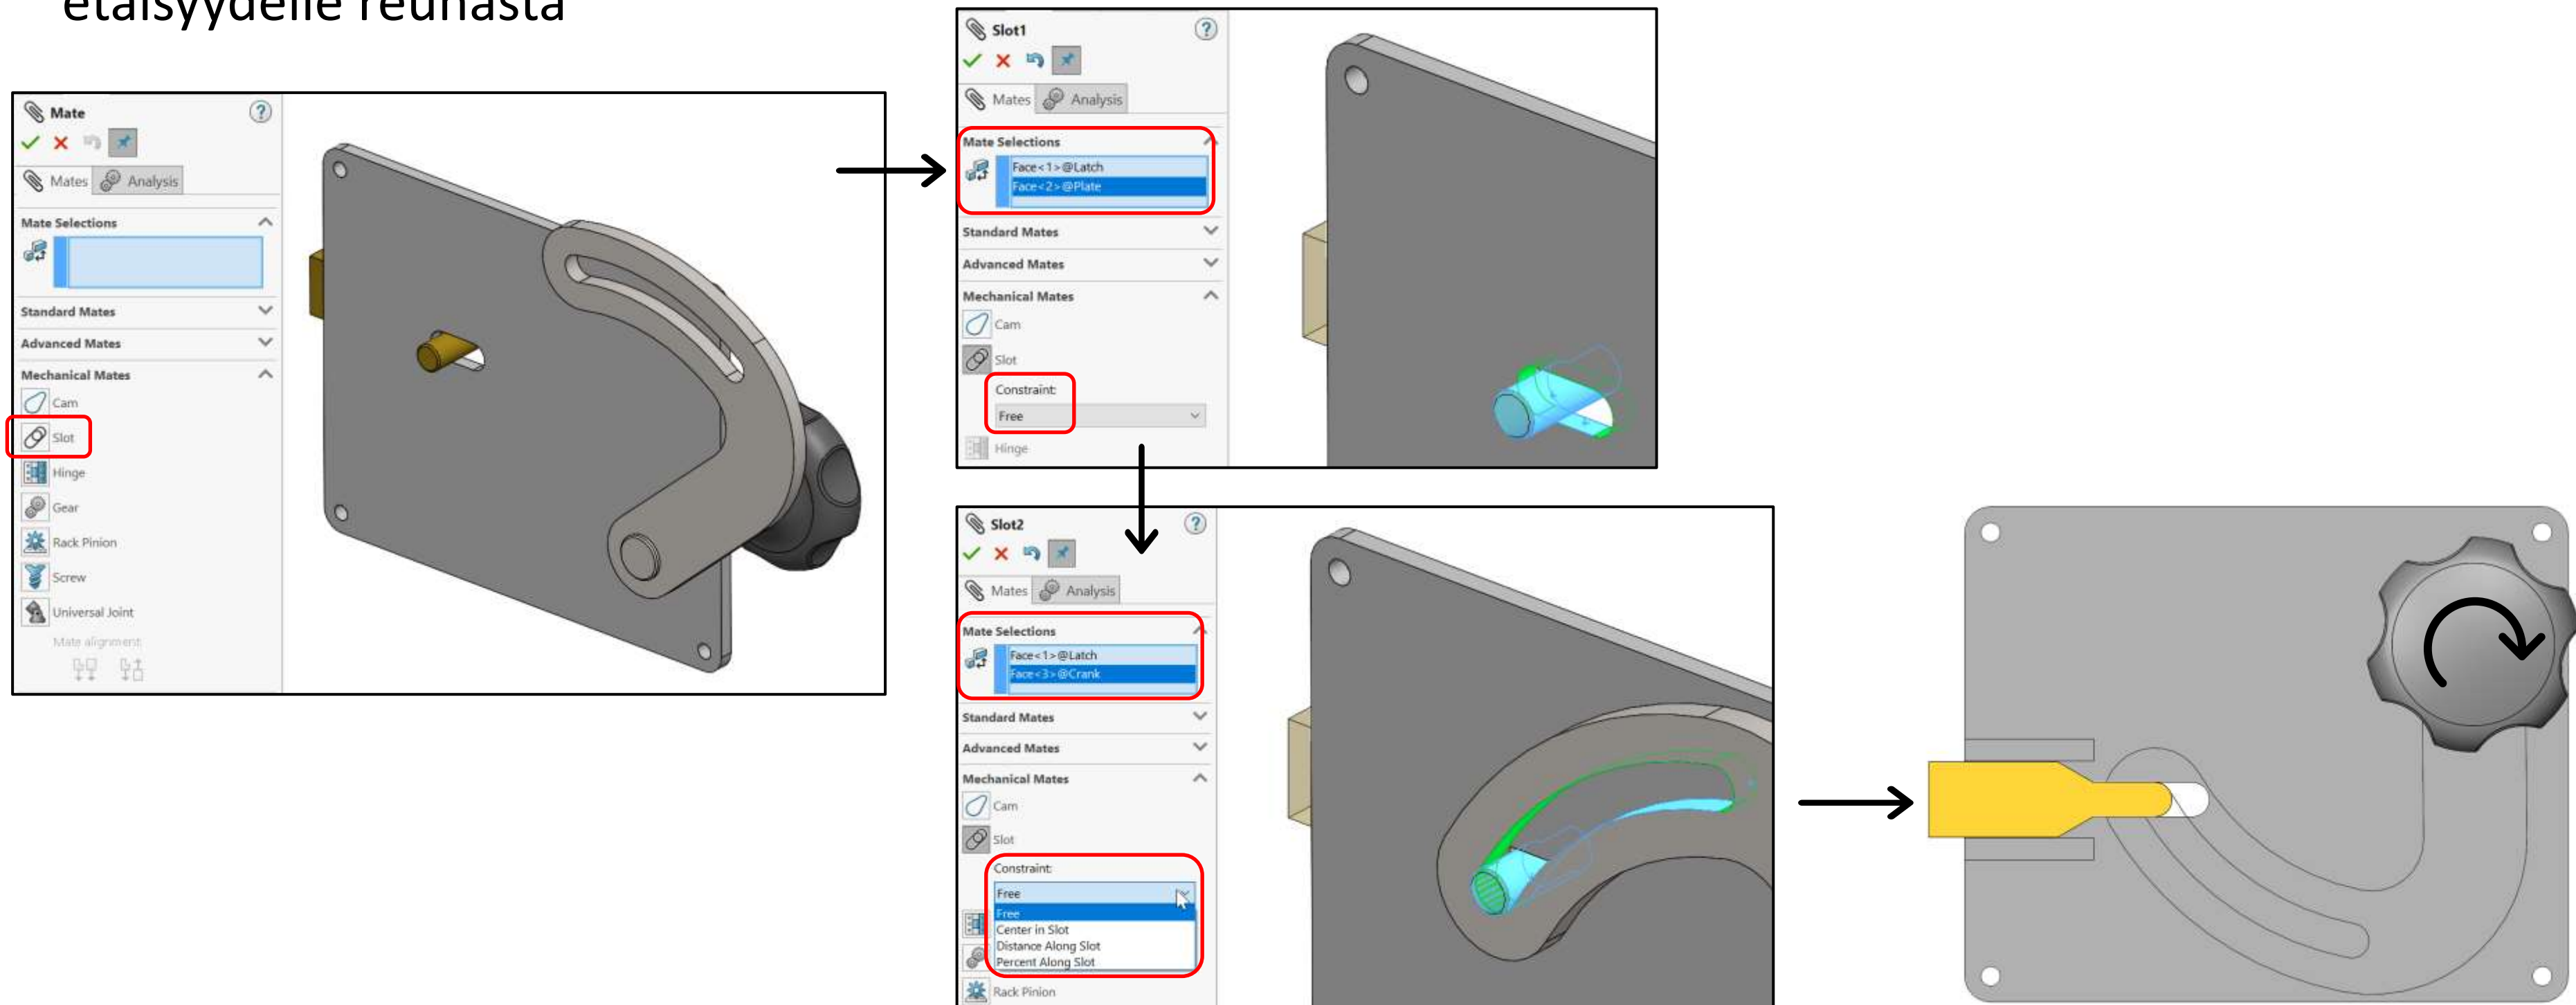 etäisyydelle reunasta
Mate
Mates Analysis
Mate Selections
Standard Mates
Advanced Mates
Mechanical Mates
Cam
Slot
Hinge
Gear
Rack Pinion
Screw
Universal Joint
Mate alignment:
Slot1
Mates Analysis
Mate Selections
Face<1>@Latch
Face<2>@Plate
Standard Mates
Advanced Mates
Mechanical Mates
Cam
Slot
Constraint:
Free
Hinge
Slot2
Mates Analysis
Mate Selections
Face<1>@Latch
Face<3>@Crank
Standard Mates
Advanced Mates
Mechanical Mates
Cam
Slot
Constraint:
Free
Free
Center in Slot
Distance Along Slot
Percent Along Slot
Rack Pinion